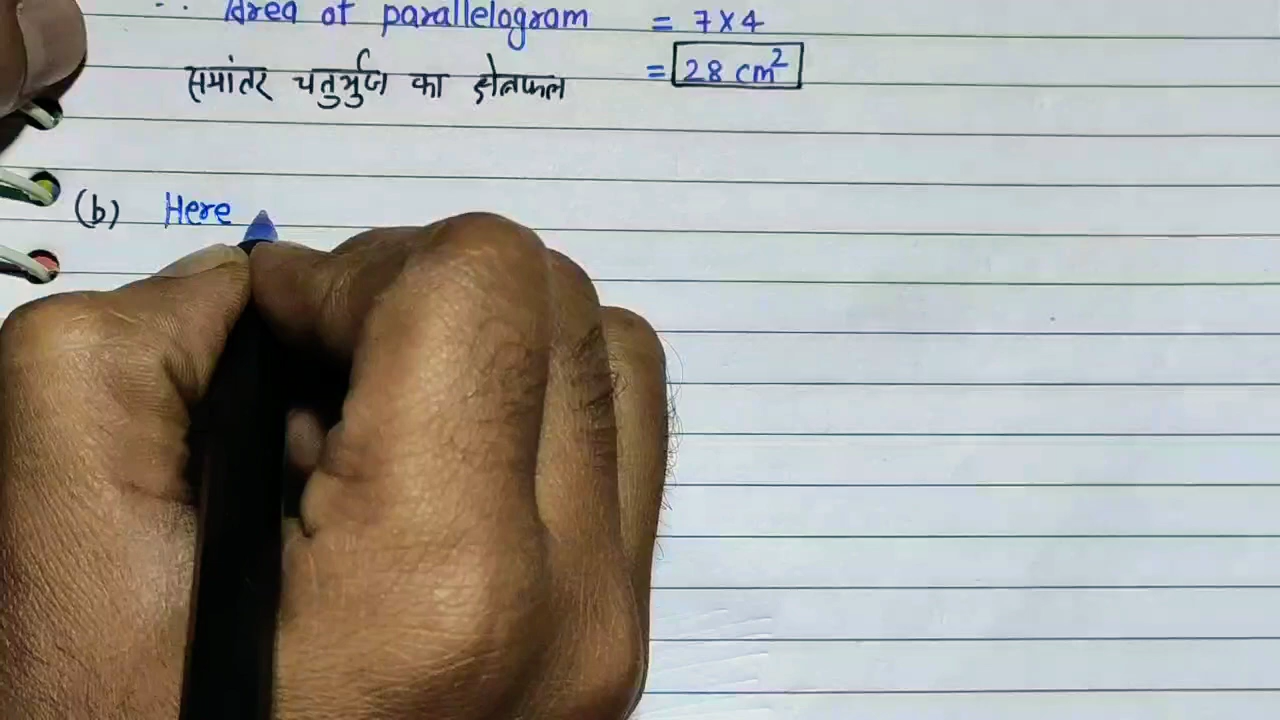 ∴ Area of parallelogram = 7 × 4
समांतर चतुर्भुज का क्षेत्रफल = 28 cm²
(b) Here